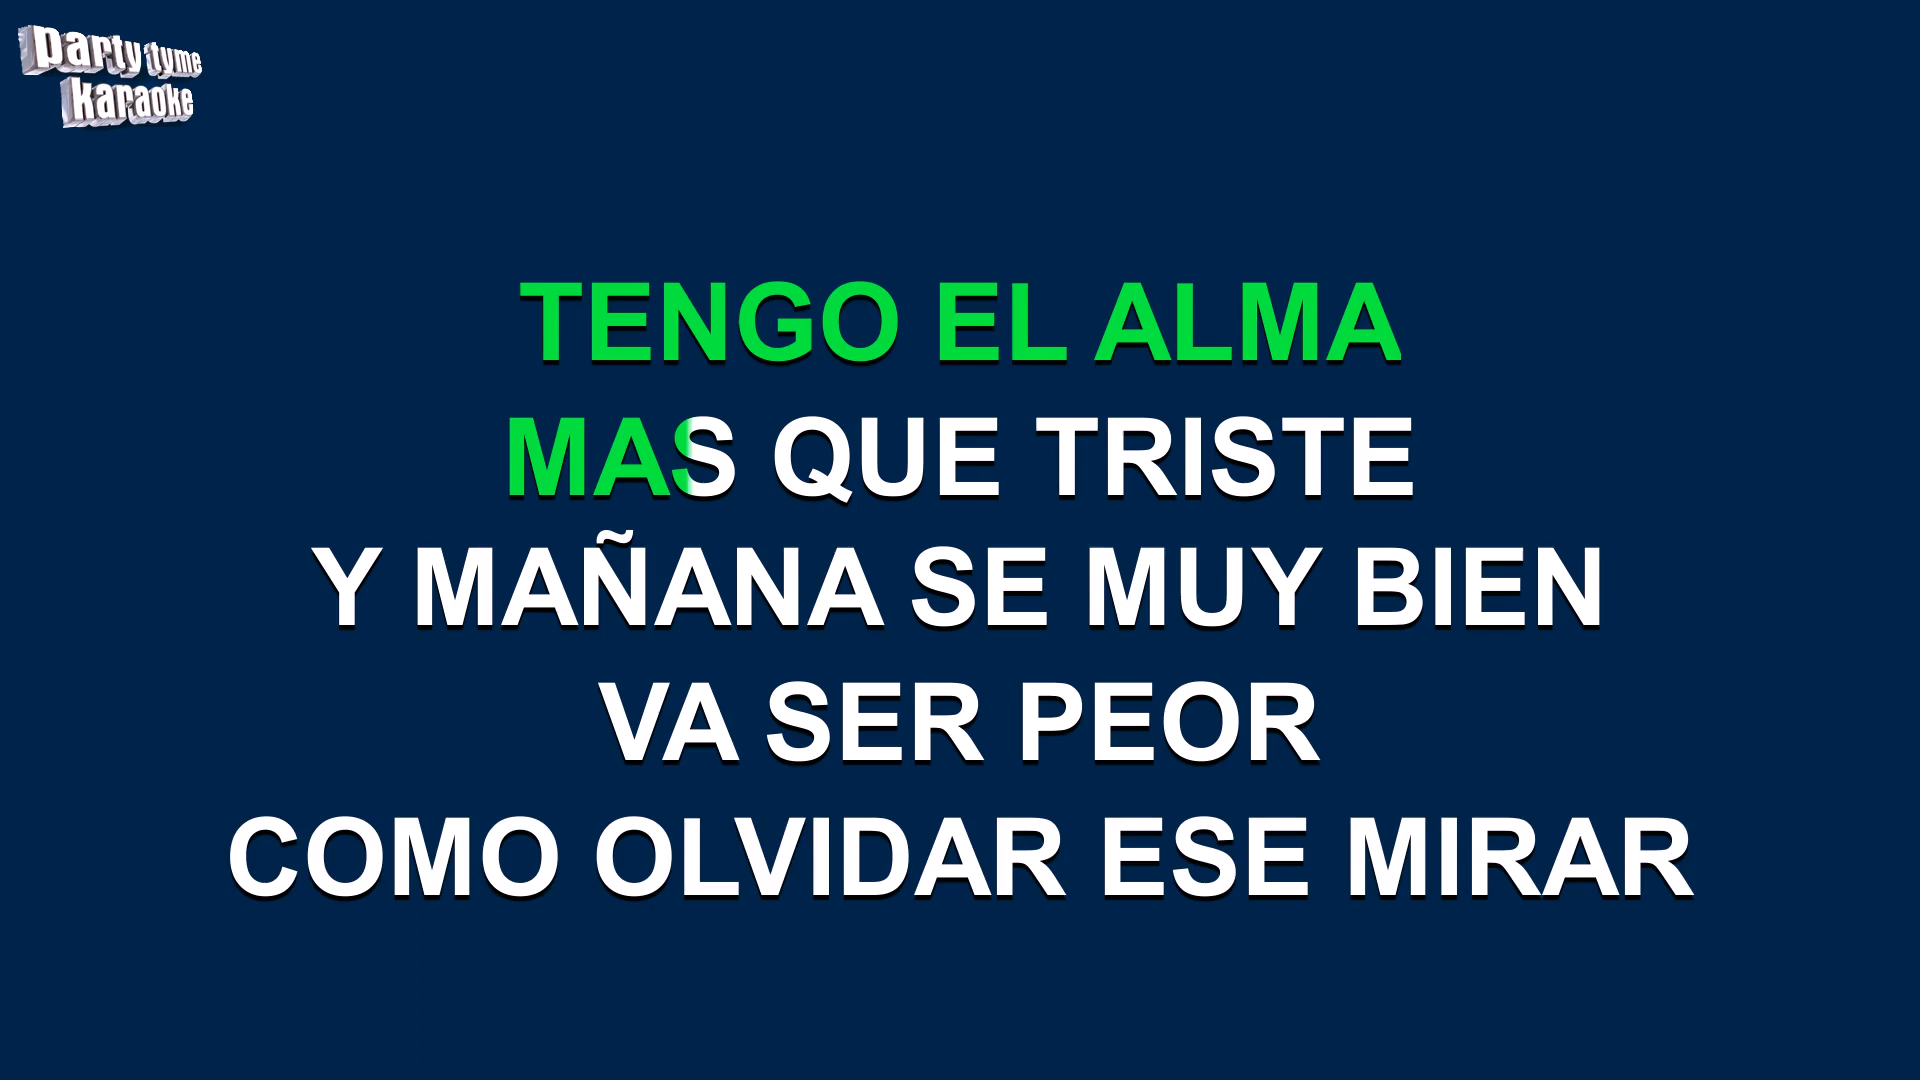 party tyme
karaoke
TENGO EL ALMA
MAS QUE TRISTE
Y MAÑANA SE MUY BIEN
VA SER PEOR
COMO OLVIDAR ESE MIRAR